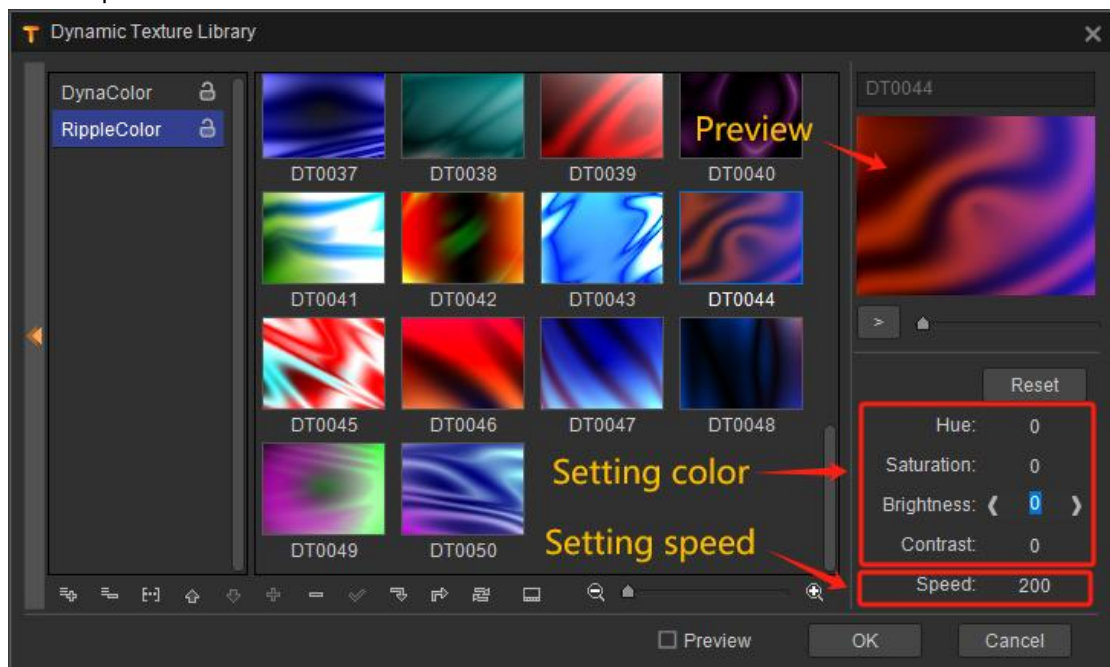 Dynamic Texture Library
DynaColor
RippleColor
DT0037 DT0038 DT0039 DT0040
DT0041 DT0042 DT0043 DT0044
DT0045 DT0046 DT0047 DT0048
DT0049 DT0050
Preview
Setting color
Setting speed
DT0044
>
Reset
Hue: 0
Saturation: 0
Brightness: 0
Contrast: 0
Speed: 200
Preview
OK
Cancel